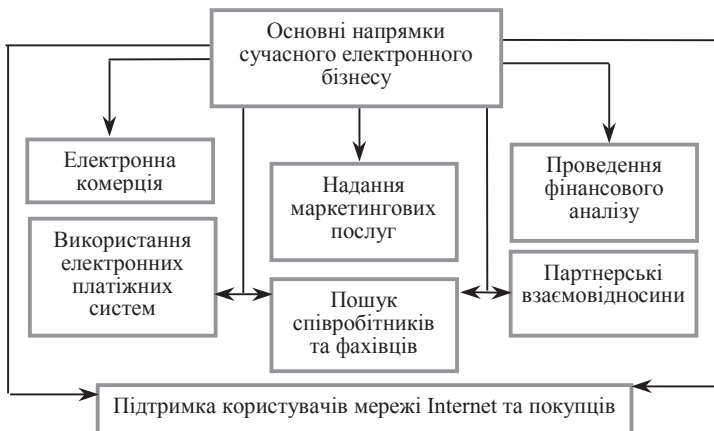 Основні напрямки
сучасного електронного
бізнесу
Електронна
комерція
Надання
маркетингових
послуг
Проведення
фінансового
аналізу
Використання
електронних
платіжних
систем
Пошук
співробітників
та фахівців
Партнерські
взаємовідносини
Підтримка користувачів мережі Internet та покупців